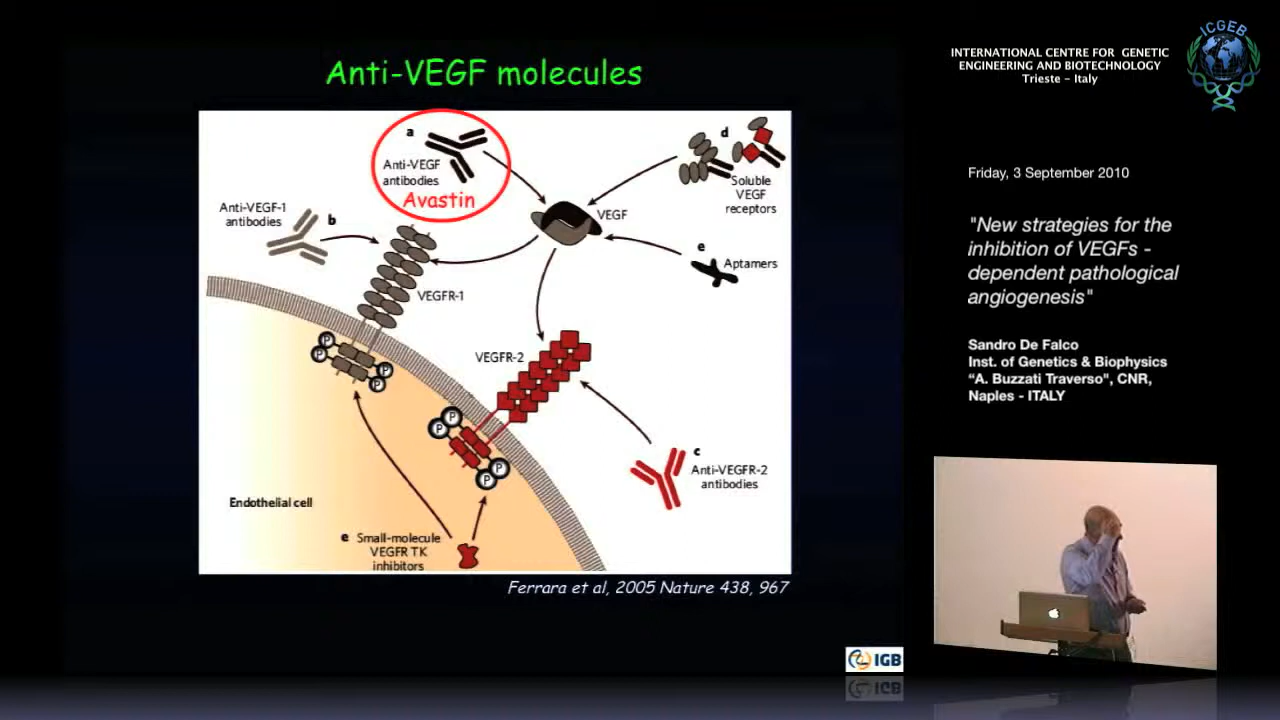 Anti-VEGF molecules
a
Anti-VEGF
antibodies
Avastin
d
Soluble
VEGF
receptors
Anti-VEGF-1
antibodies
b
VEGF
e
Aptamers
VEGFR-1
P
P
P
P
VEGFR-2
P
P
P
P
c
Anti-VEGFR-2
antibodies
Endothelial cell
e Small-molecule
VEGFR TK
inhibitors
Ferrara et al, 2005 Nature 438, 967
IGB
INTERNATIONAL CENTRE FOR GENETIC
ENGINEERING AND BIOTECHNOLOGY
Trieste - Italy
ICGEB
Friday, 3 September 2010
"New strategies for the
inhibition of VEGFs -
dependent pathological
angiogenesis"
Sandro De Falco
Inst. of Genetics & Biophysics
“A. Buzzati Traverso", CNR,
Naples - ITALY